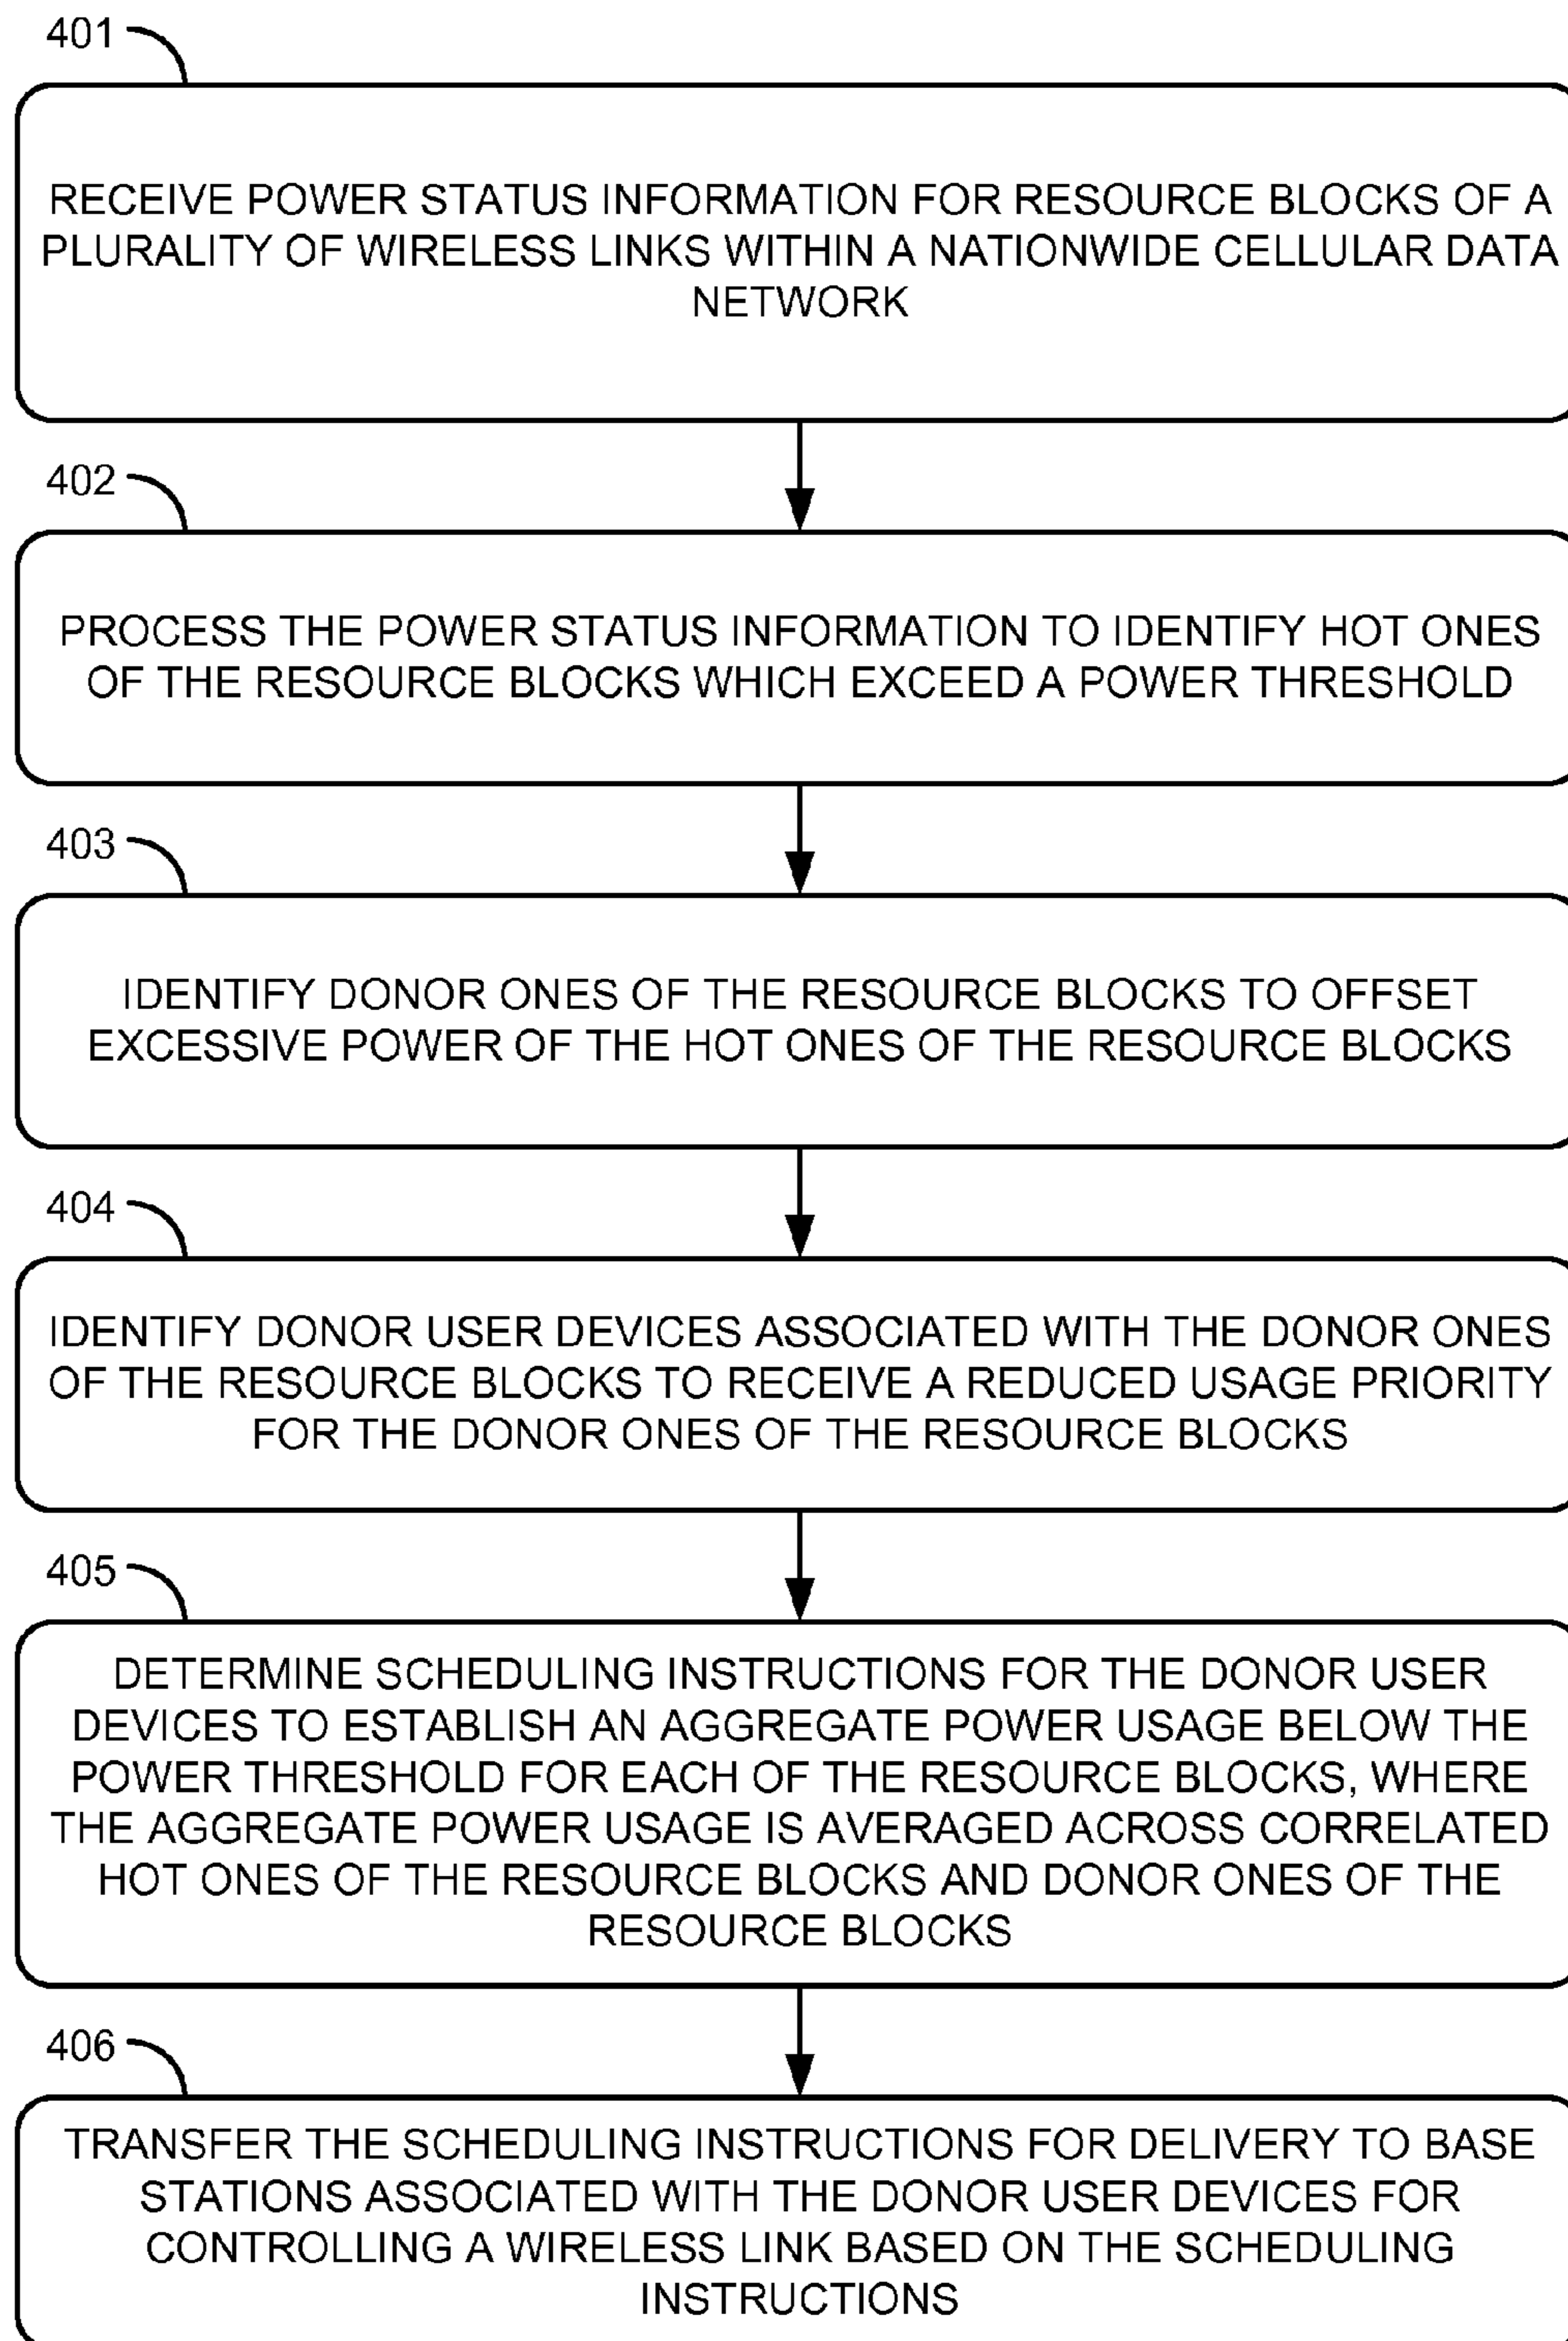 401
RECEIVE POWER STATUS INFORMATION FOR RESOURCE BLOCKS OF A
PLURALITY OF WIRELESS LINKS WITHIN A NATIONWIDE CELLULAR DATA
NETWORK
402
PROCESS THE POWER STATUS INFORMATION TO IDENTIFY HOT ONES
OF THE RESOURCE BLOCKS WHICH EXCEED A POWER THRESHOLD
403
IDENTIFY DONOR ONES OF THE RESOURCE BLOCKS TO OFFSET
EXCESSIVE POWER OF THE HOT ONES OF THE RESOURCE BLOCKS
404
IDENTIFY DONOR USER DEVICES ASSOCIATED WITH THE DONOR ONES
OF THE RESOURCE BLOCKS TO RECEIVE A REDUCED USAGE PRIORITY
FOR THE DONOR ONES OF THE RESOURCE BLOCKS
405
DETERMINE SCHEDULING INSTRUCTIONS FOR THE DONOR USER
DEVICES TO ESTABLISH AN AGGREGATE POWER USAGE BELOW THE
POWER THRESHOLD FOR EACH OF THE RESOURCE BLOCKS, WHERE
THE AGGREGATE POWER USAGE IS AVERAGED ACROSS CORRELATED
HOT ONES OF THE RESOURCE BLOCKS AND DONOR ONES OF THE
RESOURCE BLOCKS
406
TRANSFER THE SCHEDULING INSTRUCTIONS FOR DELIVERY TO BASE
STATIONS ASSOCIATED WITH THE DONOR USER DEVICES FOR
CONTROLLING A WIRELESS LINK BASED ON THE SCHEDULING
INSTRUCTIONS